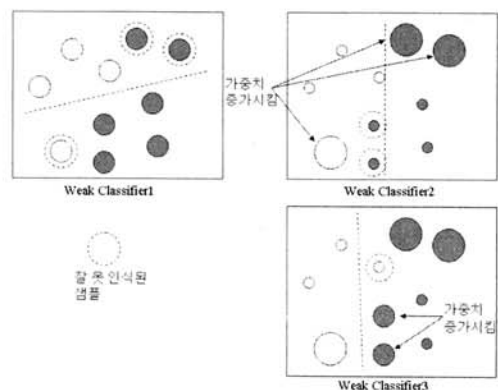 가중치
증가시킴
Weak Classifier1
Weak Classifier2
잘 못 인식된
샘플
가중치
증가시킴
Weak Classifier3